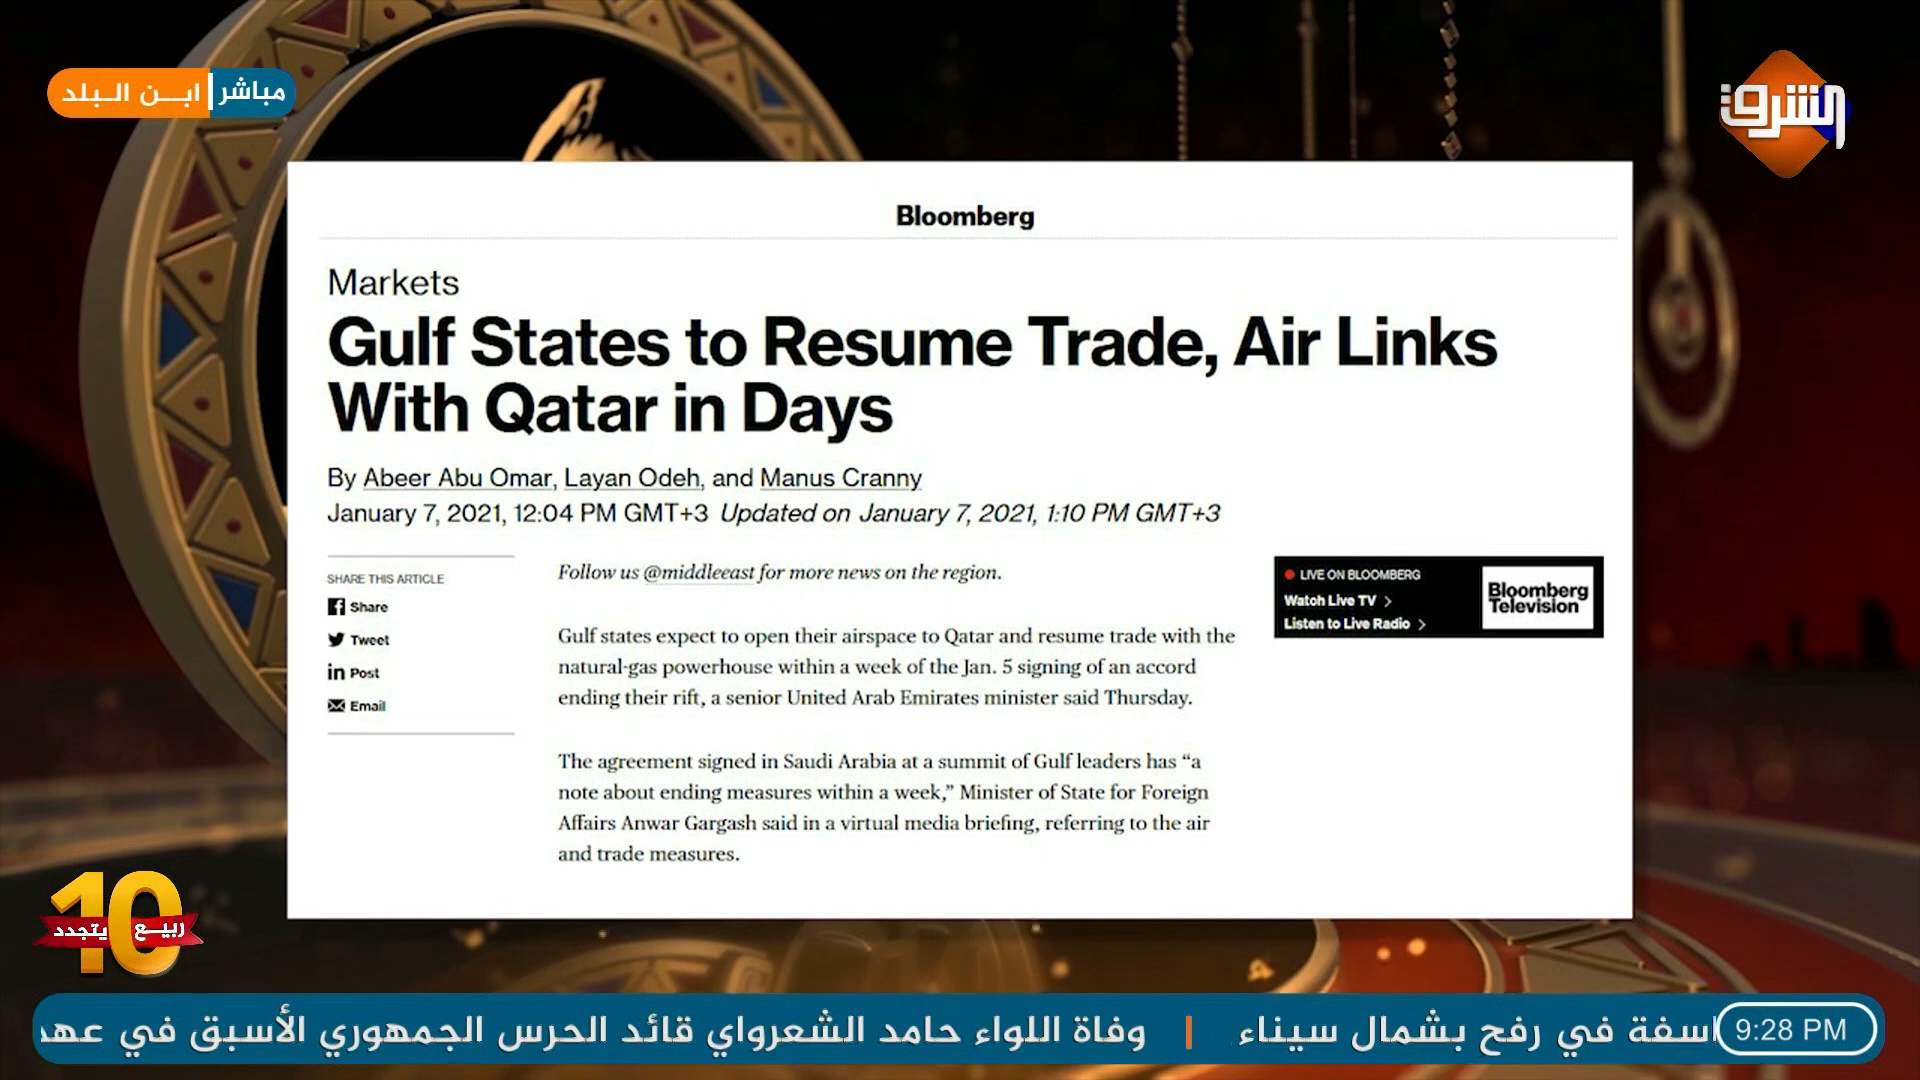 مباشر
ابن البلد
الشرق
Bloomberg
Markets
Gulf States to Resume Trade, Air Links
With Qatar in Days
By Abeer Abu Omar, Layan Odeh, and Manus Cranny
January 7, 2021, 12:04 PM GMT+3 Updated on January 7, 2021, 1:10 PM GMT+3
SHARE THIS ARTICLE
Share
Tweet
in Post
Email
Follow us @middleeast for more news on the region.
Gulf states expect to open their airspace to Qatar and resume trade with the
natural-gas powerhouse within a week of the Jan. 5 signing of an accord
ending their rift, a senior United Arab Emirates minister said Thursday.
The agreement signed in Saudi Arabia at a summit of Gulf leaders has “a
note about ending measures within a week,” Minister of State for Foreign
Affairs Anwar Gargash said in a virtual media briefing, referring to the air
and trade measures.
LIVE ON BLOOMBERG
Watch Live TV >
Listen to Live Radio >
Bloomberg
Television
10
ربيع يتجدد
في رفح بشمال سيناء | وفاة اللواء حامد الشعرواي قائد الحرس الجمهوري الأسبق في
9:28 PM